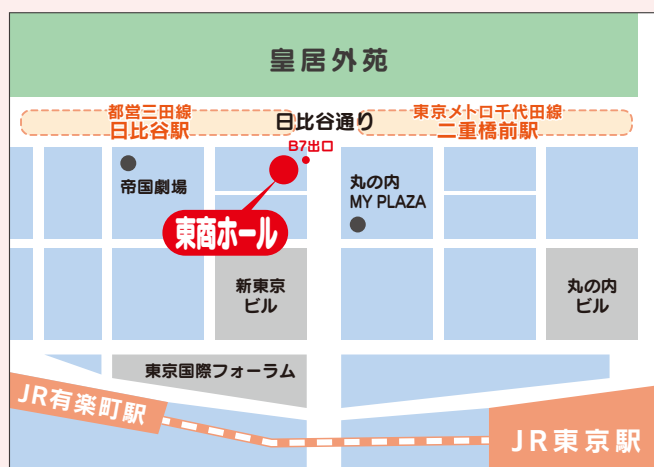 皇居外苑
都営三田線
日比谷駅
日比谷通り
東京メトロ千代田線
二重橋前駅
B7出口
帝国劇場
丸の内
MY PLAZA
東商ホール
新東京
ビル
丸の内
ビル
東京国際フォーラム
JR有楽町駅
JR東京駅